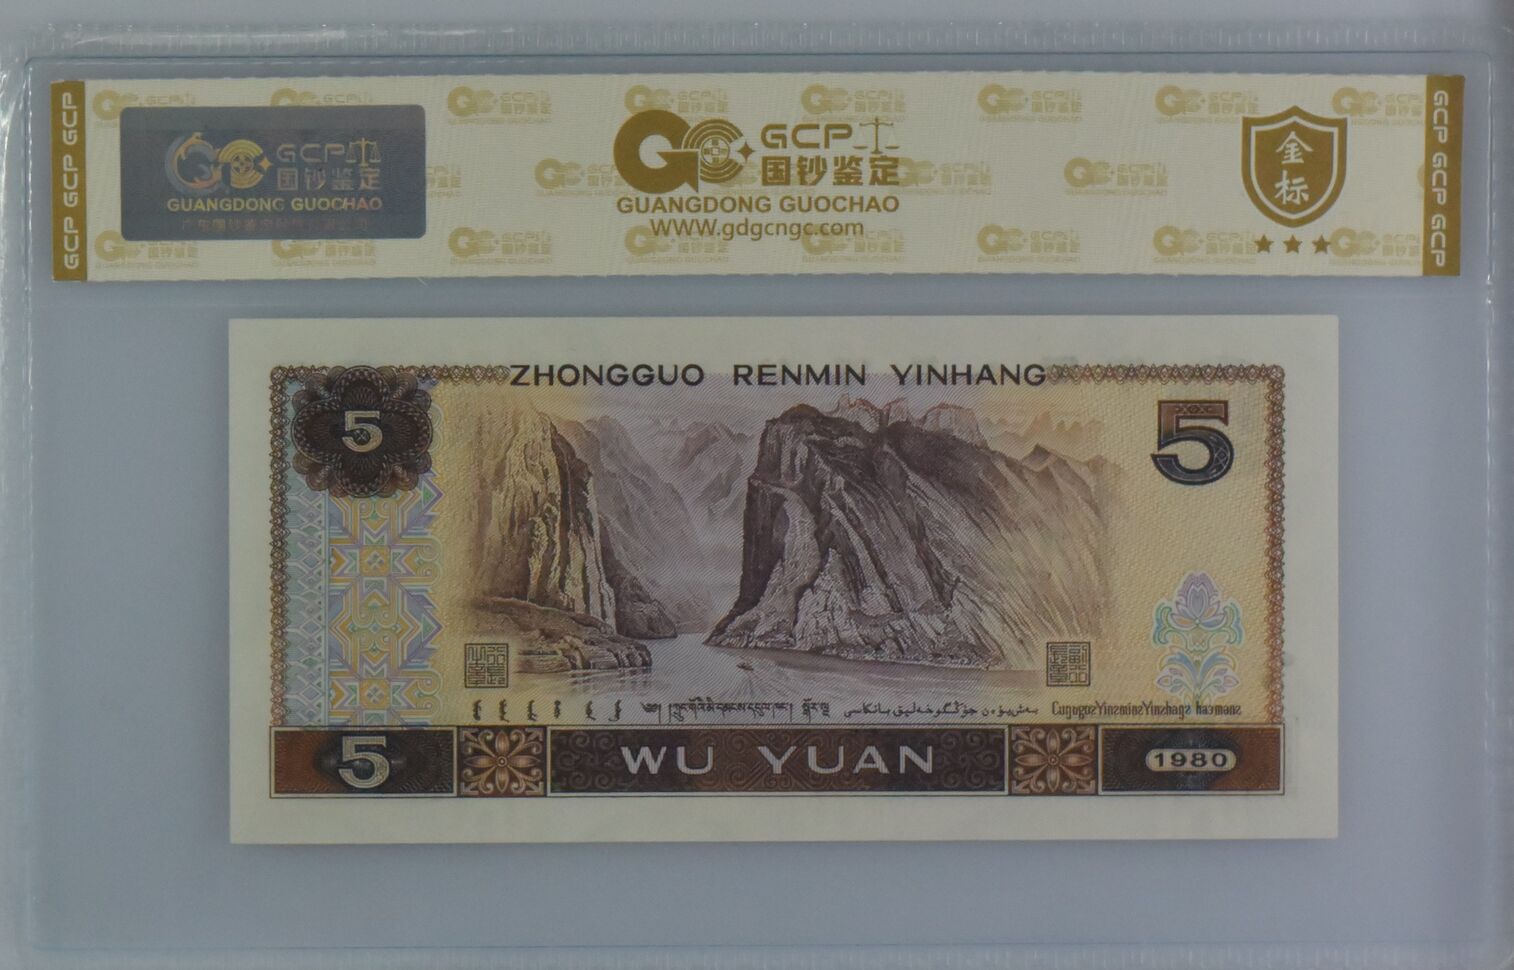 GCP GCP GCP
GCP
国钞鉴定
GUANGDONG GUOCHAO
GCP
国钞鉴定
GUANGDONG GUOCHAO
WWW.gdgcngc.com
金标
GCP GCP GCP
ZHONGGUO RENMIN YINHANG
5
5
5
WU YUAN
1980